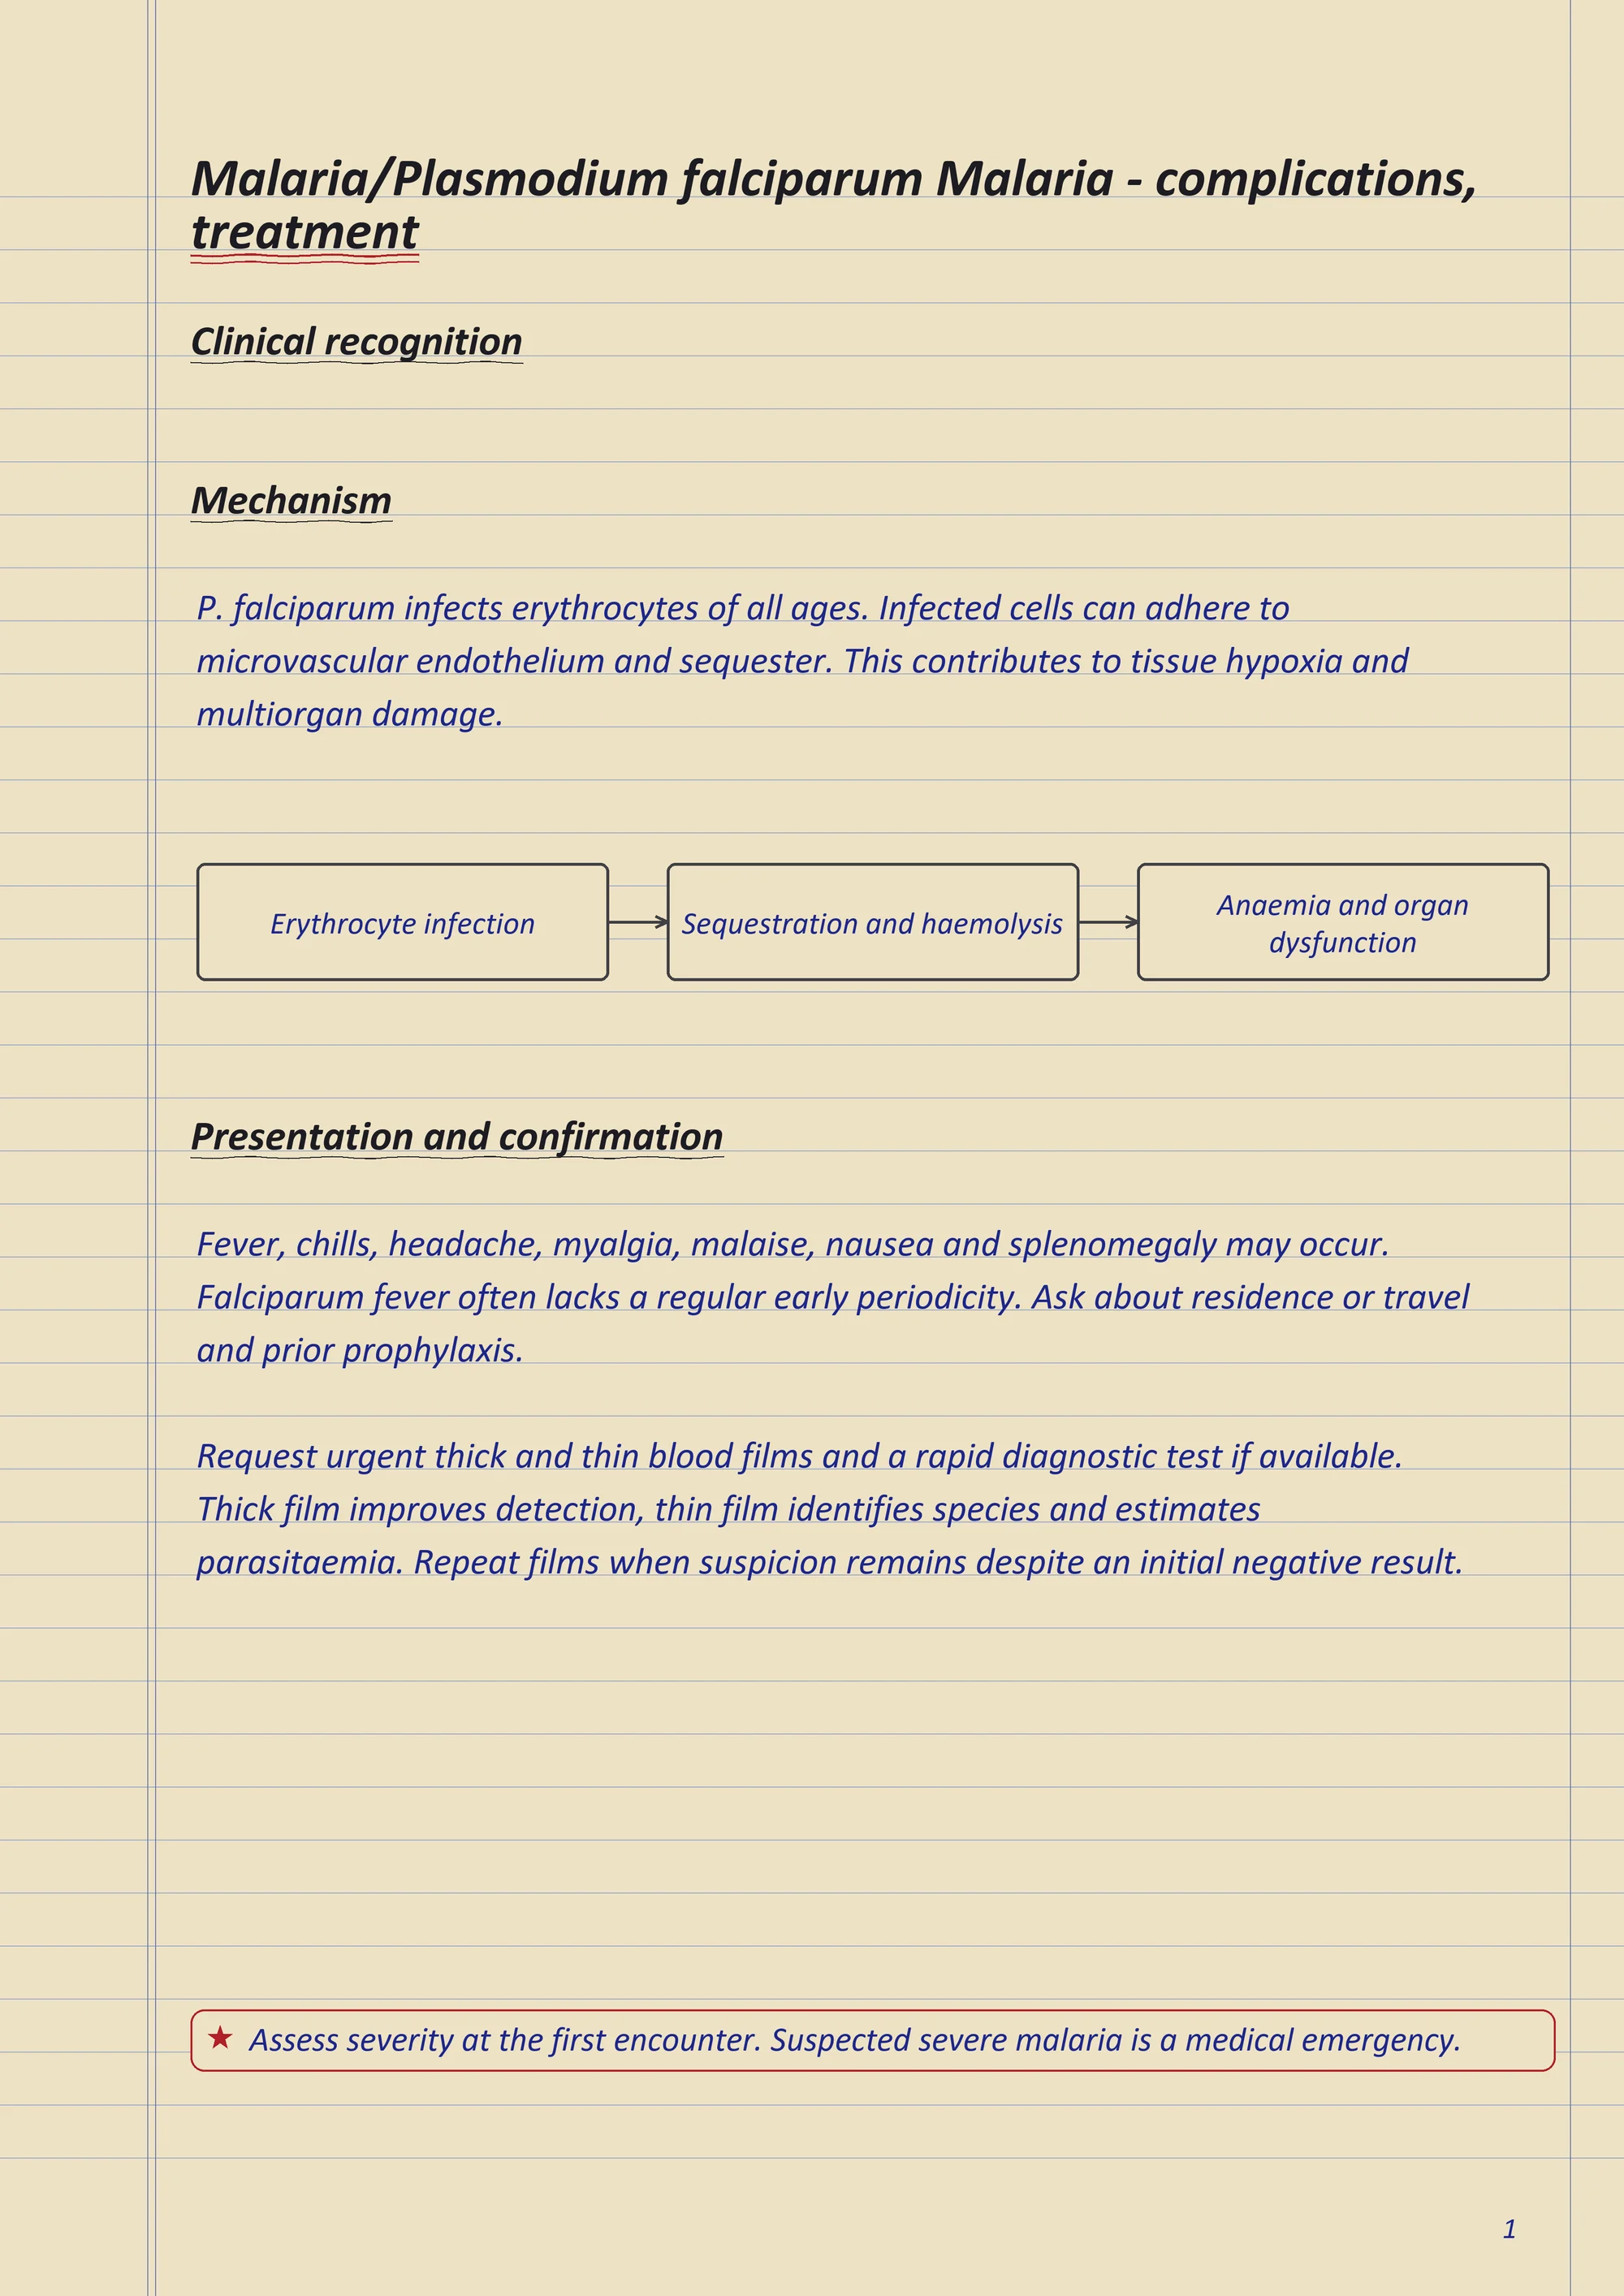 Malaria/Plasmodium falciparum Malaria - complications,
treatment
Clinical recognition
Mechanism
P. falciparum infects erythrocytes of all ages. Infected cells can adhere to
microvascular endothelium and sequester. This contributes to tissue hypoxia and
multiorgan damage.
Erythrocyte infection
Sequestration and haemolysis
Anaemia and organ
dysfunction
Presentation and confirmation
Fever, chills, headache, myalgia, malaise, nausea and splenomegaly may occur.
Falciparum fever often lacks a regular early periodicity. Ask about residence or travel
and prior prophylaxis.
Request urgent thick and thin blood films and a rapid diagnostic test if available.
Thick film improves detection, thin film identifies species and estimates
parasitaemia. Repeat films when suspicion remains despite an initial negative result.
★ Assess severity at the first encounter. Suspected severe malaria is a medical emergency.
1